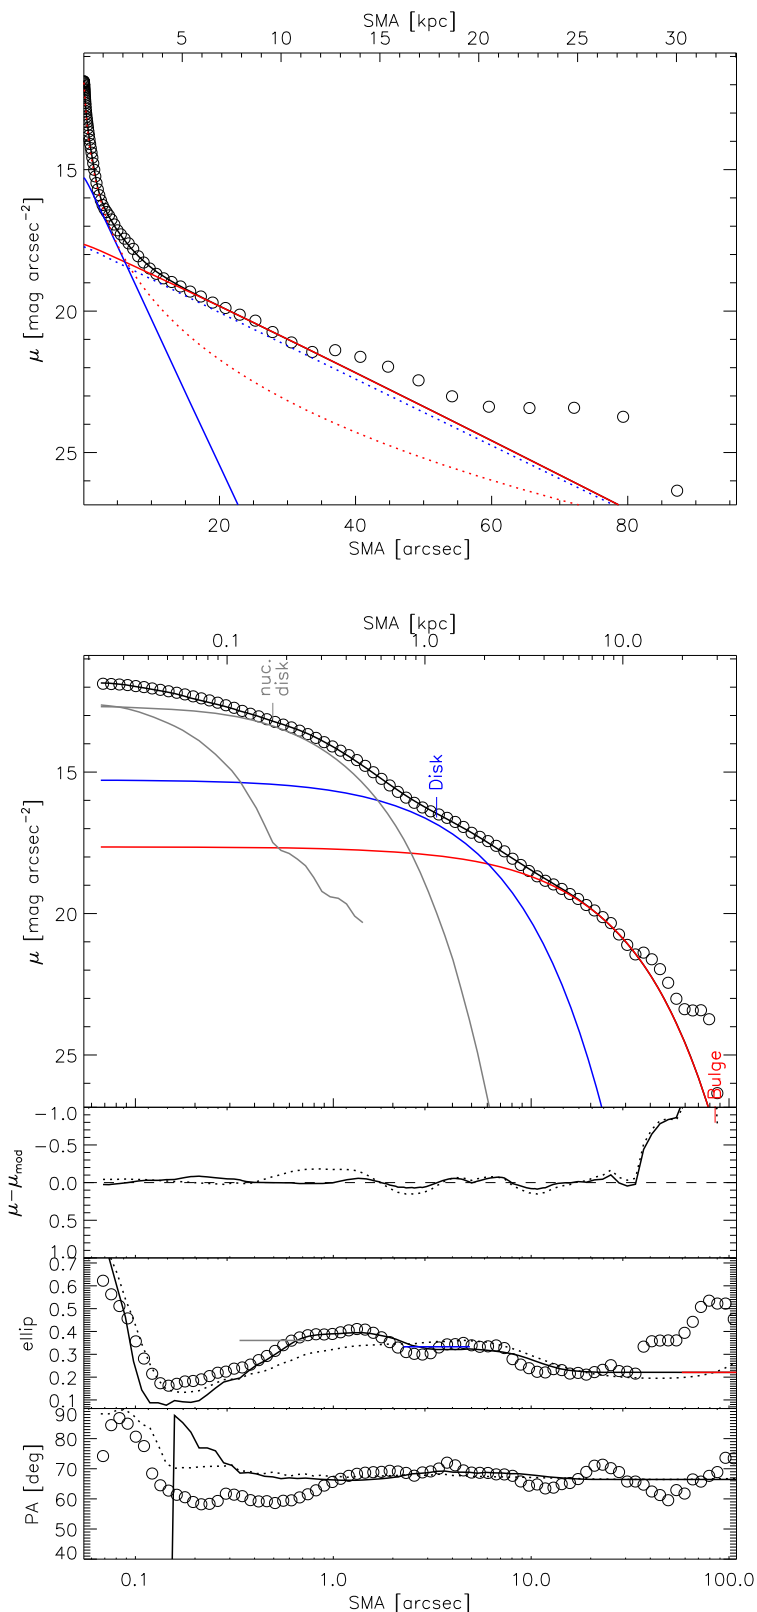 SMA [kpc]
5 10 15 20 25 30
15
20
25
μ [mag arcsec⁻²]
20 40 60 80
SMA [arcsec]
SMA [kpc]
0.1 1.0 10.0
nuc.
disk
Disk
Bulge
15
20
25
μ [mag arcsec⁻²]
−1.0
−0.5
0.0
0.5
1.0
μ−μmod
0.7
0.6
0.5
0.4
0.3
0.2
0.1
ellip
90
80
70
60
50
40
PA [deg]
0.1 1.0 10.0 100.0
SMA [arcsec]